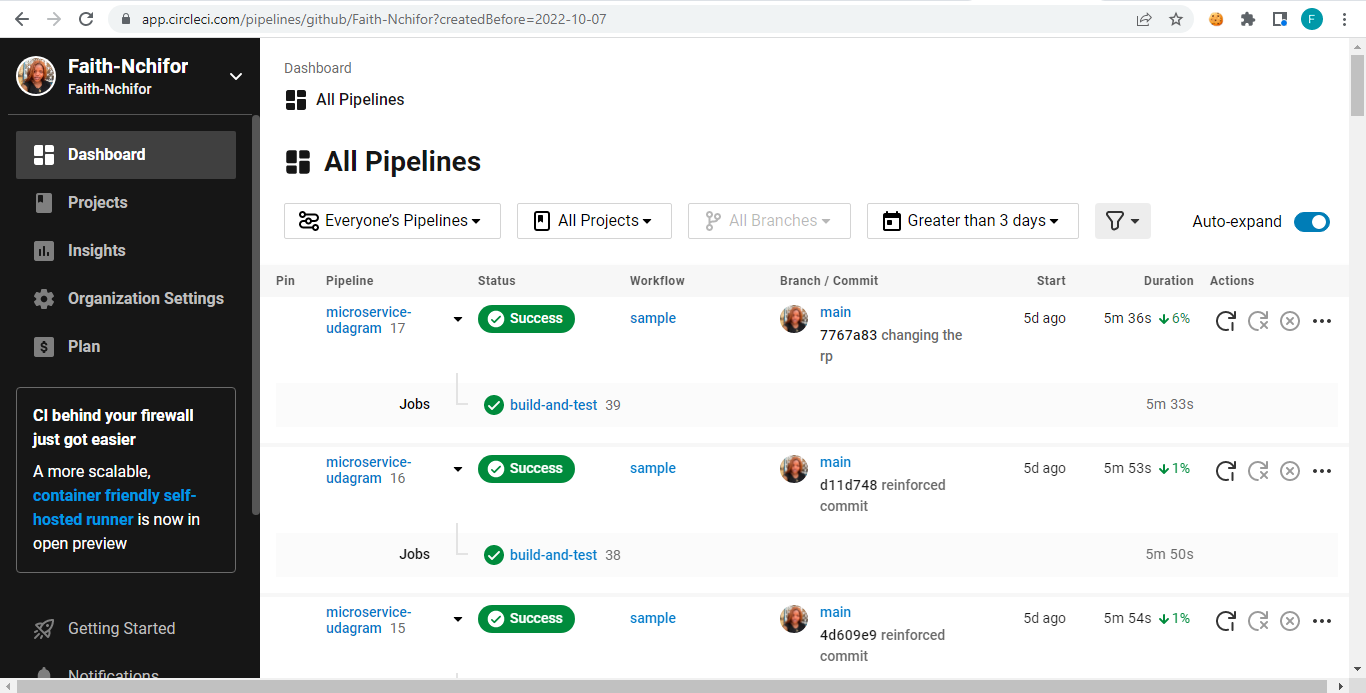 app.circleci.com/pipelines/github/Faith-Nchifor?createdBefore=2022-10-07
F
Faith-Nchifor
Faith-Nchifor
Dashboard
Projects
Insights
Organization Settings
Plan
CI behind your firewall
just got easier
A more scalable,
container friendly self-
hosted runner is now in
open preview
Getting Started
Notifications
Dashboard
All Pipelines
All Pipelines
Everyone's Pipelines
All Projects
All Branches
Greater than 3 days
Auto-expand
Pin Pipeline Status Workflow Branch / Commit Start Duration Actions
microservice-
udagram 17
Success
sample
main
7767a83 changing the
rp
5d ago
5m 36s 6%
Jobs
build-and-test 39
5m 33s
microservice-
udagram 16
Success
sample
main
d11d748 reinforced
commit
5d ago
5m 53s 1%
Jobs
build-and-test 38
5m 50s
microservice-
udagram 15
Success
sample
main
4d609e9 reinforced
commit
5d ago
5m 54s 1%